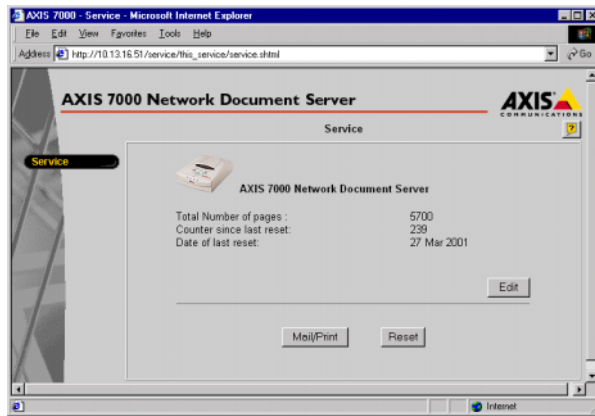 AXIS 7000 - Service - Microsoft Internet Explorer
File Edit View Favorites Tools Help
Address http://10.13.16.51/service/this_service/service.shtml Go
AXIS 7000 Network Document Server
AXIS
COMMUNICATIONS
Service
?
Service
AXIS 7000 Network Document Server
Total Number of pages : 5700
Counter since last reset: 239
Date of last reset: 27 Mar 2001
Edit
Mail/Print Reset
Internet